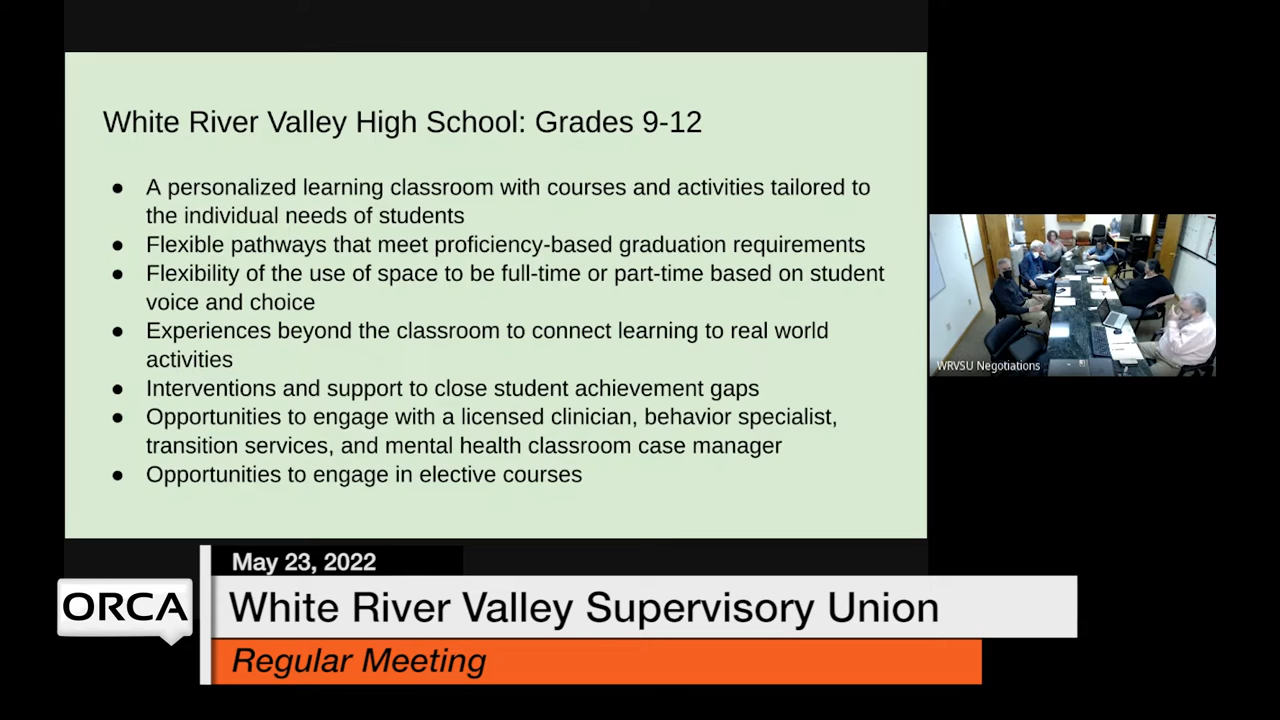 White River Valley High School: Grades 9-12
● A personalized learning classroom with courses and activities tailored to
the individual needs of students
● Flexible pathways that meet proficiency-based graduation requirements
● Flexibility of the use of space to be full-time or part-time based on student
voice and choice
● Experiences beyond the classroom to connect learning to real world
activities
● Interventions and support to close student achievement gaps
● Opportunities to engage with a licensed clinician, behavior specialist,
transition services, and mental health classroom case manager
● Opportunities to engage in elective courses
WRVSU Negotiations
May 23, 2022
ORCA
White River Valley Supervisory Union
Regular Meeting